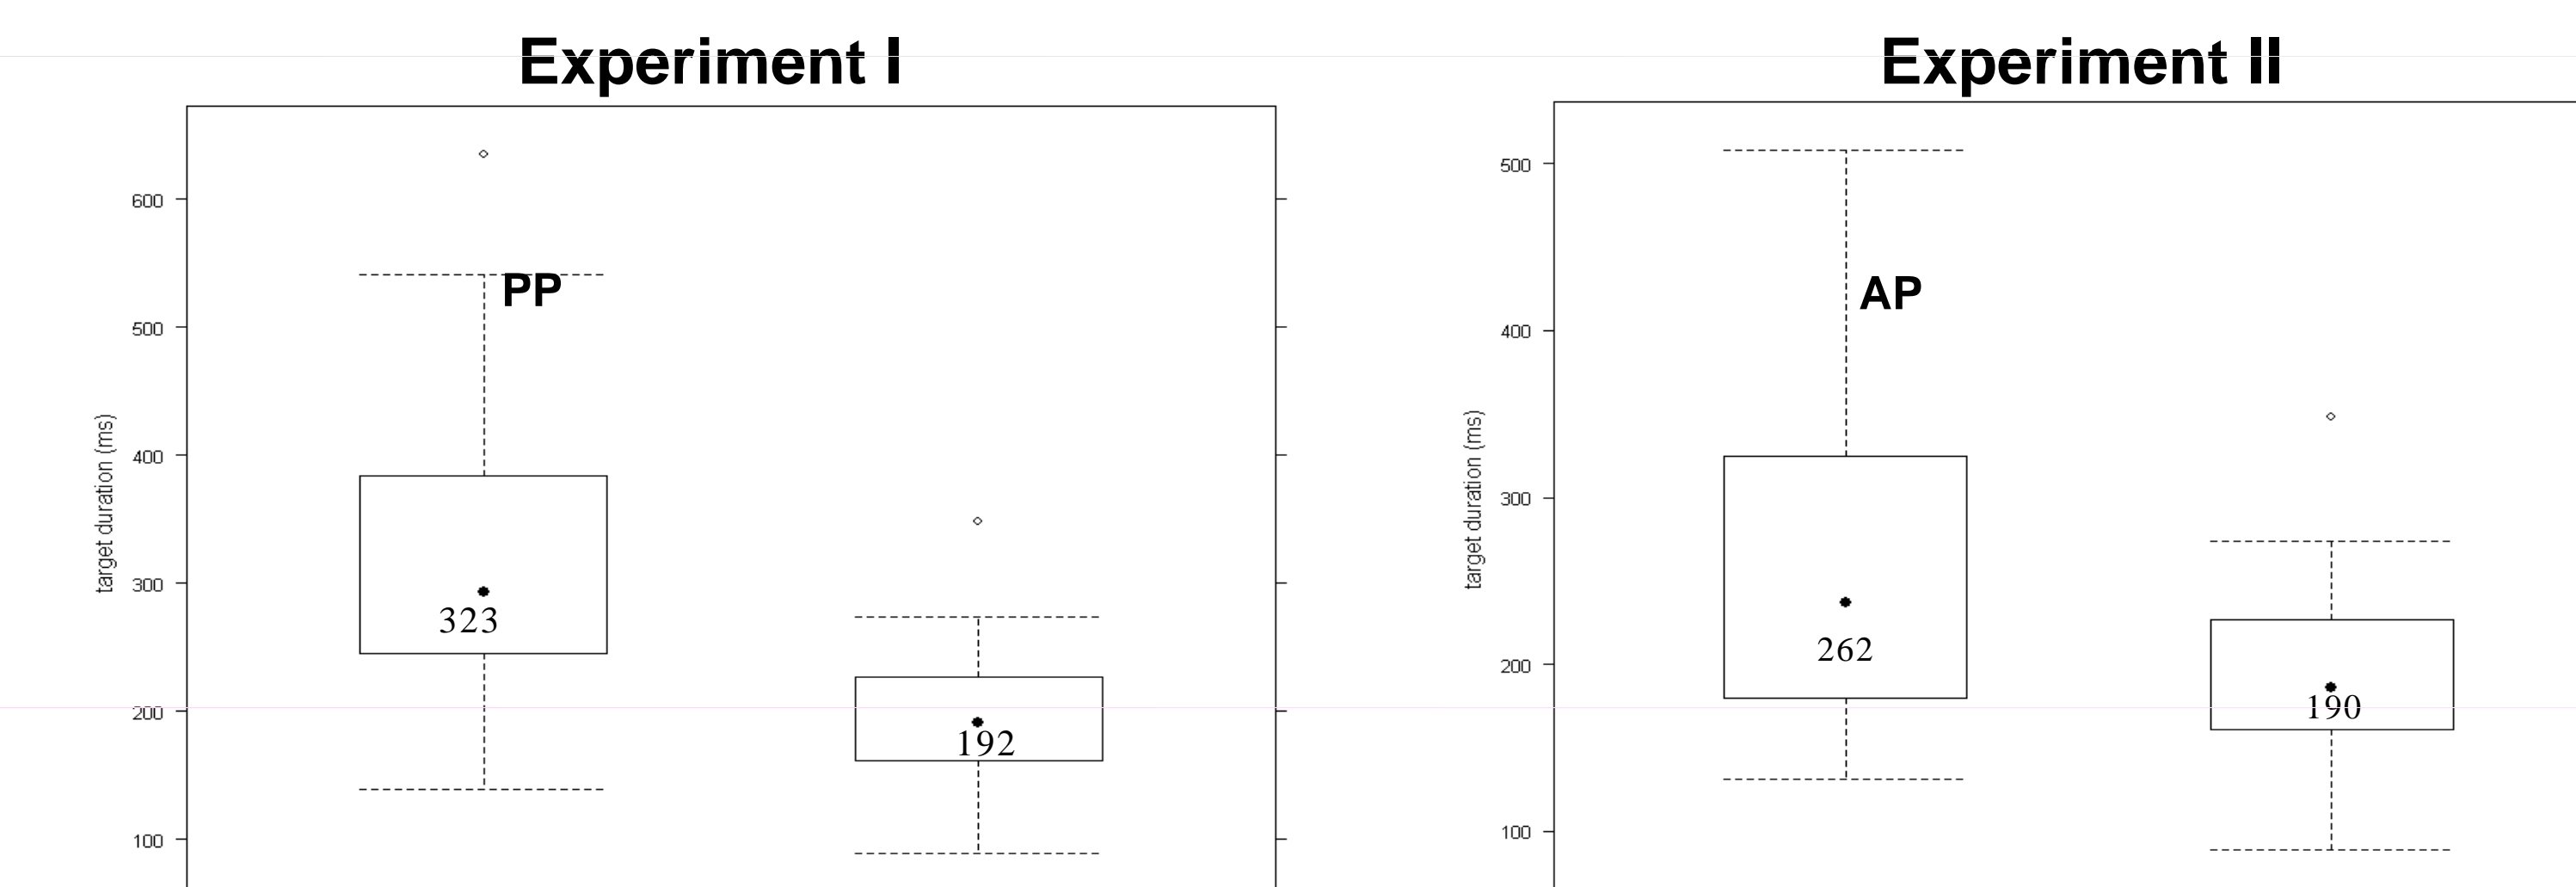 Experiment I
600
500
400
300
200
100
target duration (ms)
PP
323
192
Experiment II
500
400
300
200
100
target duration (ms)
AP
262
190